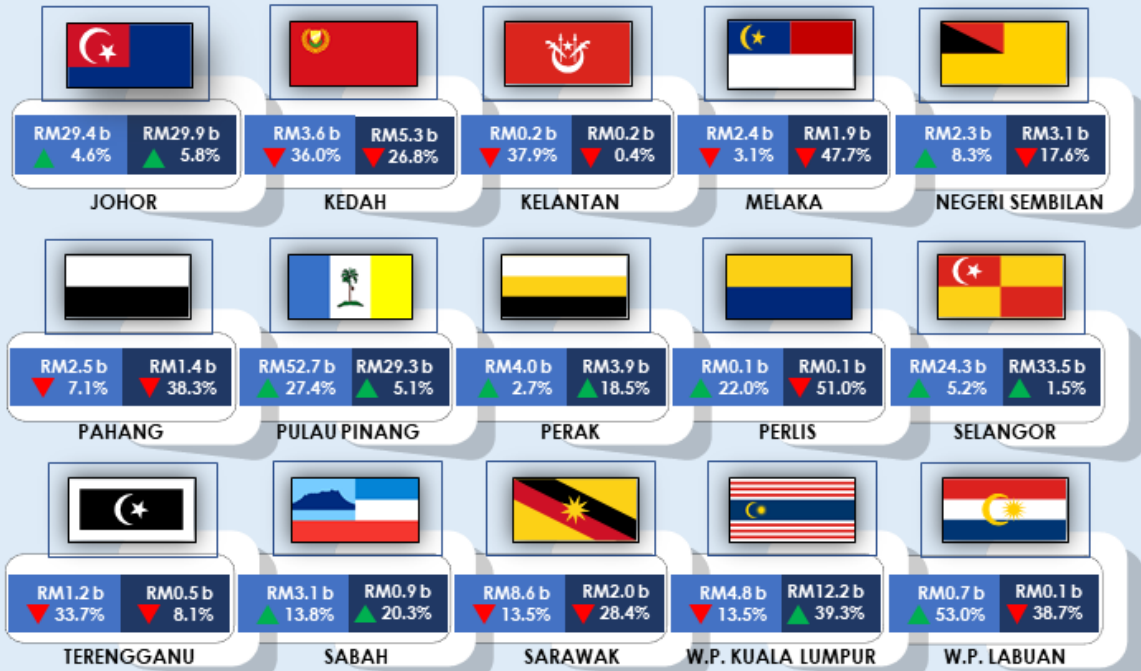 RM29.4 b RM29.9 b RM3.6 b RM5.3 b RM0.2 b RM0.2 b RM2.4 b RM1.9 b RM2.3 b RM3.1 b
4.6% 5.8% 36.0% 26.8% 37.9% 0.4% 3.1% 47.7% 8.3% 17.6%
JOHOR KEDAH KELANTAN MELAKA NEGERI SEMBILAN
RM2.5 b RM1.4 b RM52.7 b RM29.3 b RM4.0 b RM3.9 b RM0.1 b RM0.1 b RM24.3 b RM33.5 b
7.1% 38.3% 27.4% 5.1% 2.7% 18.5% 22.0% 51.0% 5.2% 1.5%
PAHANG PULAU PINANG PERAK PERLIS SELANGOR
RM1.2 b RM0.5 b RM3.1 b RM0.9 b RM8.6 b RM2.0 b RM4.8 b RM12.2 b RM0.7 b RM0.1 b
33.7% 8.1% 13.8% 20.3% 13.5% 28.4% 13.5% 39.3% 53.0% 38.7%
TERENGGANU SABAH SARAWAK W.P. KUALA LUMPUR W.P. LABUAN